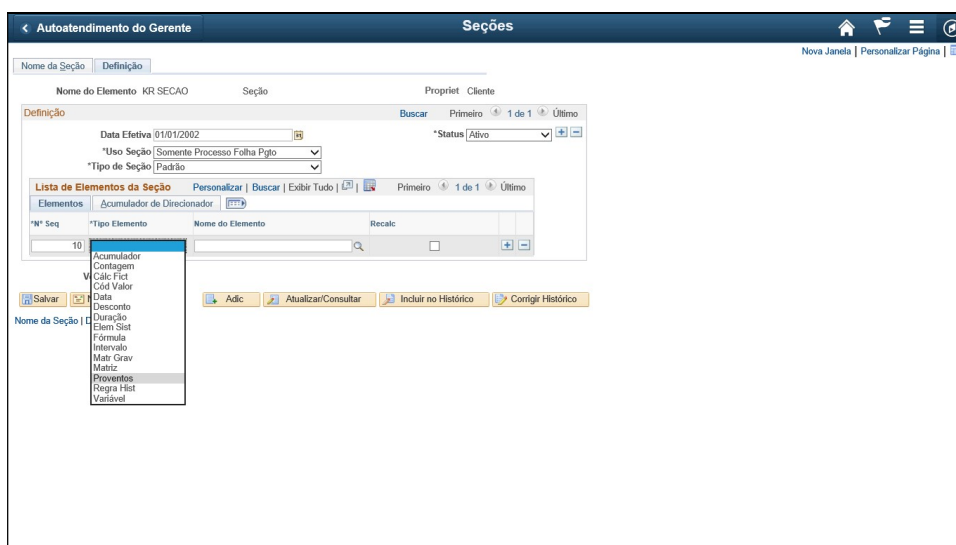 Autoatendimento do Gerente
Seções
Nova Janela | Personalizar Página |
Nome da Seção
Definição
Nome do Elemento KR SECAO Seção Propriet Cliente
Definição Buscar Primeiro 1 de 1 Último
Data Efetiva 01/01/2002 *Status Ativo
*Uso Seção Somente Processo Folha Pgto
*Tipo de Seção Padrão
Lista de Elementos da Seção Personalizar | Buscar | Exibir Tudo | Primeiro 1 de 1 Último
Elementos Acumulador de Direcionador
*Nº Seq *Tipo Elemento Nome do Elemento Recalc
10
Acumulador
Contagem
Cálc Fict
Cód Valor
Data
Desconto
Duração
Elem Sist
Fórmula
Intervalo
Matr Grav
Matriz
Proventos
Regra Hist
Variável
Salvar Adic Atualizar/Consultar Incluir no Histórico Corrigir Histórico
Nome da Seção |